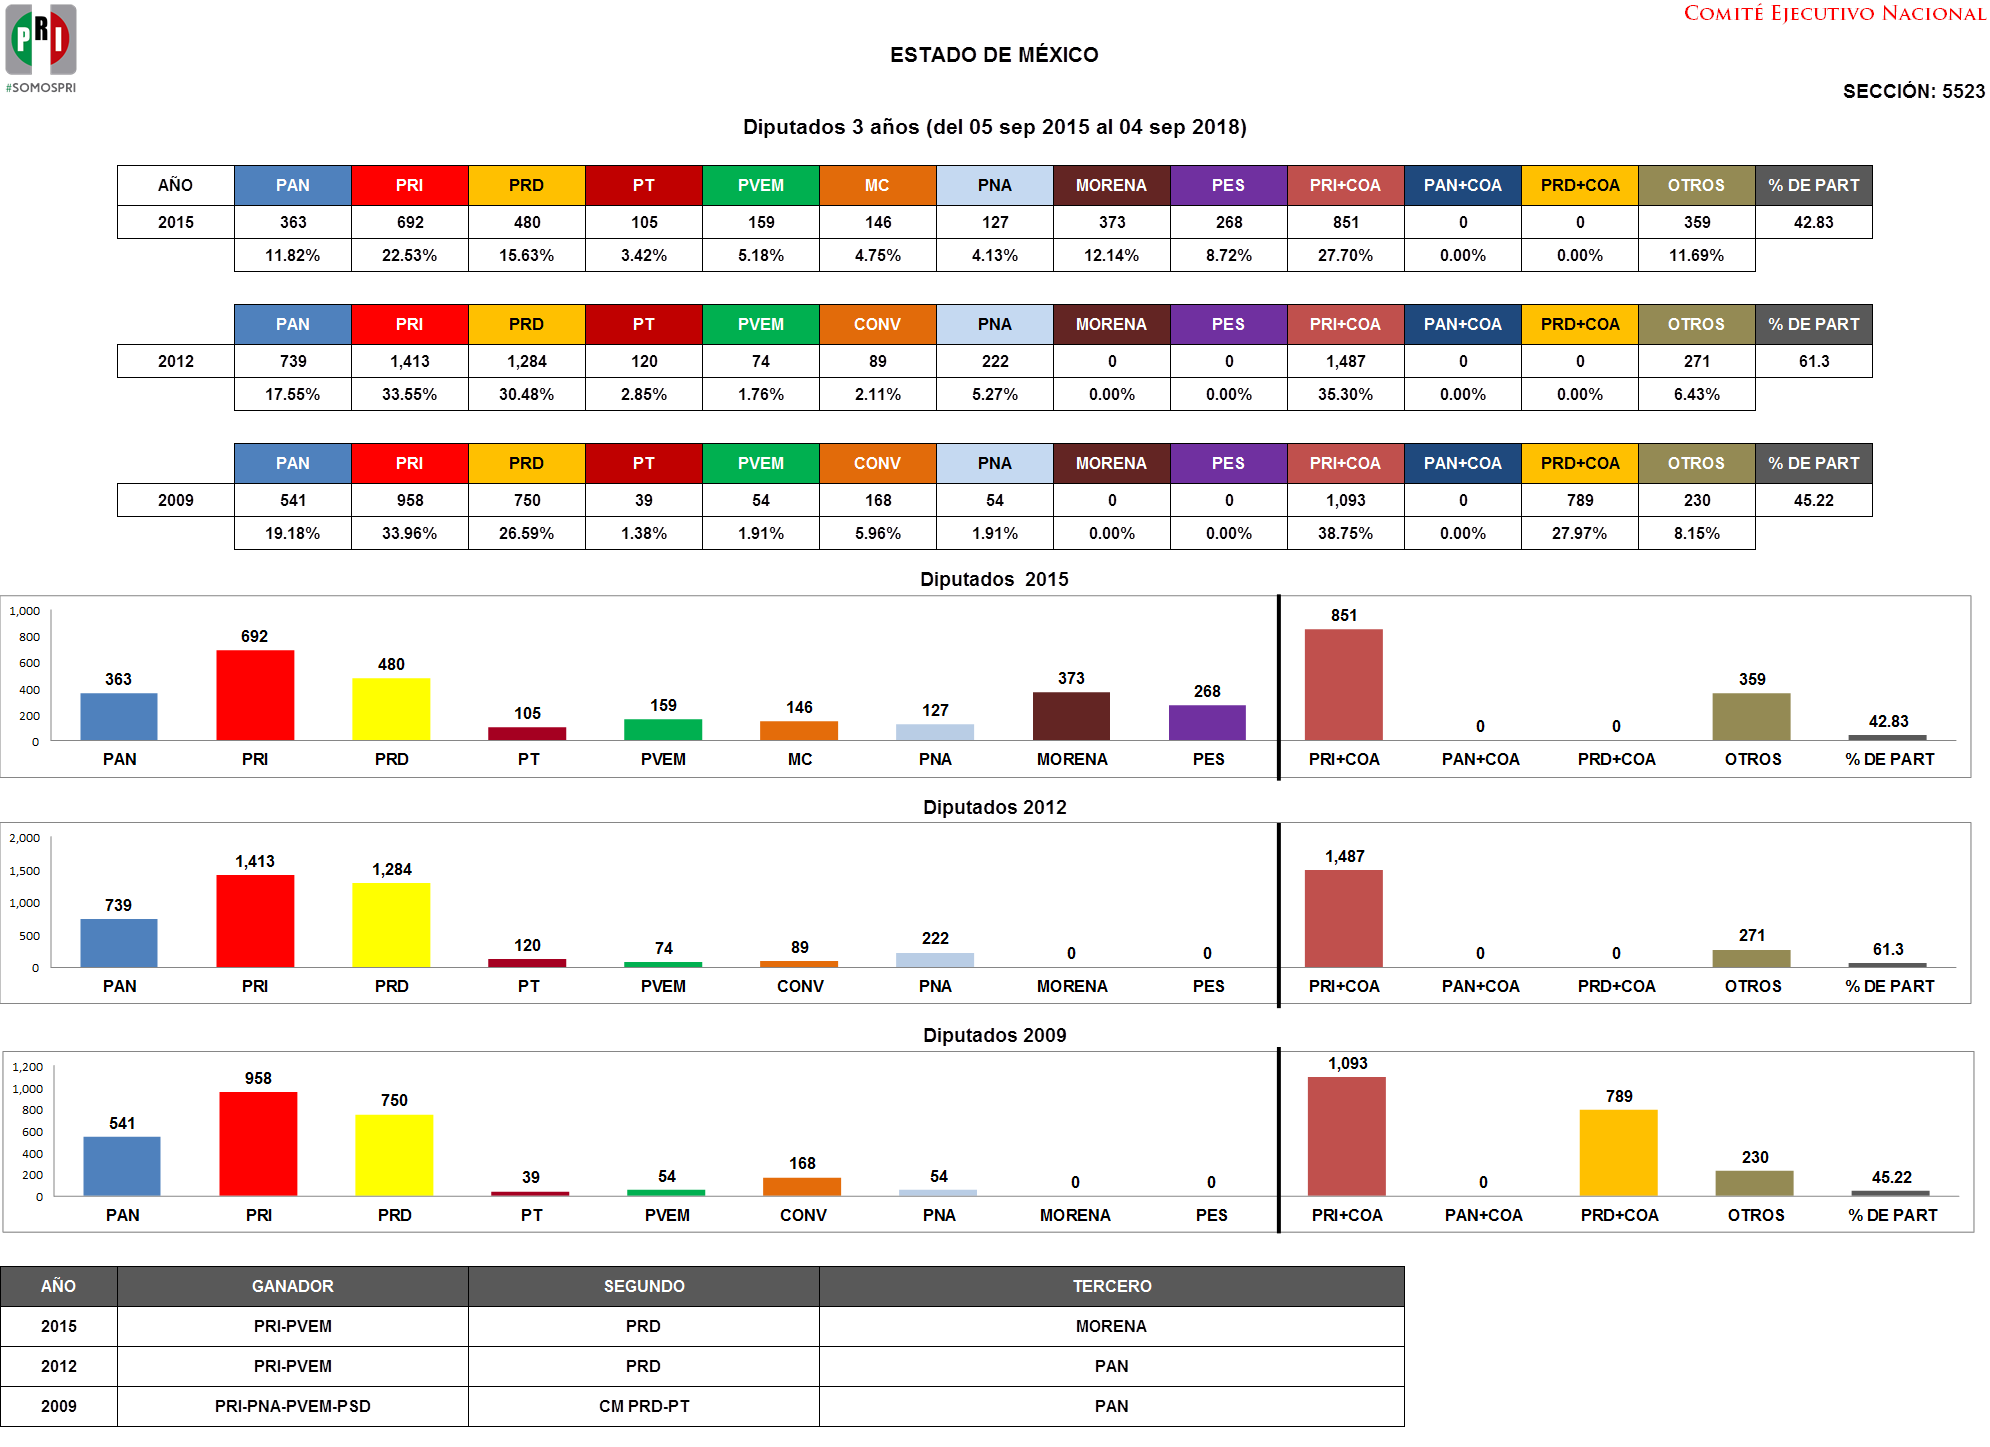 PRI
#SOMOSPRI
COMITÉ EJECUTIVO NACIONAL
ESTADO DE MÉXICO
SECCIÓN: 5523
Diputados 3 años (del 05 sep 2015 al 04 sep 2018)
AÑO PAN PRI PRD PT PVEM MC PNA MORENA PES PRI+COA PAN+COA PRD+COA OTROS % DE PART
2015 363 692 480 105 159 146 127 373 268 851 0 0 359 42.83
11.82% 22.53% 15.63% 3.42% 5.18% 4.75% 4.13% 12.14% 8.72% 27.70% 0.00% 0.00% 11.69%
PAN PRI PRD PT PVEM CONV PNA MORENA PES PRI+COA PAN+COA PRD+COA OTROS % DE PART
2012 739 1,413 1,284 120 74 89 222 0 0 1,487 0 0 271 61.3
17.55% 33.55% 30.48% 2.85% 1.76% 2.11% 5.27% 0.00% 0.00% 35.30% 0.00% 0.00% 6.43%
PAN PRI PRD PT PVEM CONV PNA MORENA PES PRI+COA PAN+COA PRD+COA OTROS % DE PART
2009 541 958 750 39 54 168 54 0 0 1,093 0 789 230 45.22
19.18% 33.96% 26.59% 1.38% 1.91% 5.96% 1.91% 0.00% 0.00% 38.75% 0.00% 27.97% 8.15%
Diputados 2015
1,000
800
600
400
200
0
363 692 480 105 159 146 127 373 268 851 0 0 359 42.83
PAN PRI PRD PT PVEM MC PNA MORENA PES PRI+COA PAN+COA PRD+COA OTROS % DE PART
Diputados 2012
2,000
1,500
1,000
500
0
739 1,413 1,284 120 74 89 222 0 0 1,487 0 0 271 61.3
PAN PRI PRD PT PVEM CONV PNA MORENA PES PRI+COA PAN+COA PRD+COA OTROS % DE PART
Diputados 2009
1,200
1,000
800
600
400
200
0
541 958 750 39 54 168 54 0 0 1,093 0 789 230 45.22
PAN PRI PRD PT PVEM CONV PNA MORENA PES PRI+COA PAN+COA PRD+COA OTROS % DE PART
AÑO GANADOR SEGUNDO TERCERO
2015 PRI-PVEM PRD MORENA
2012 PRI-PVEM PRD PAN
2009 PRI-PNA-PVEM-PSD CM PRD-PT PAN